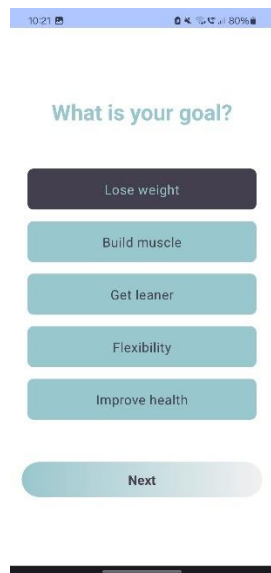 10:21 80%
What is your goal?
Lose weight
Build muscle
Get leaner
Flexibility
Improve health
Next